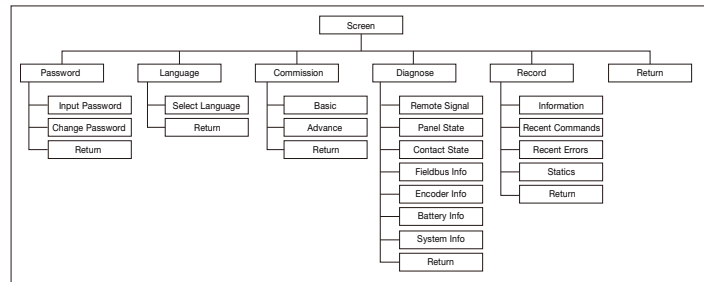 Screen
Password
Language
Commission
Diagnose
Record
Return
Input Password
Change Password
Return
Select Language
Return
Basic
Advance
Return
Remote Signal
Panel State
Contact State
Fieldbus Info
Encoder Info
Battery Info
System Info
Return
Information
Recent Commands
Recent Errors
Statics
Return